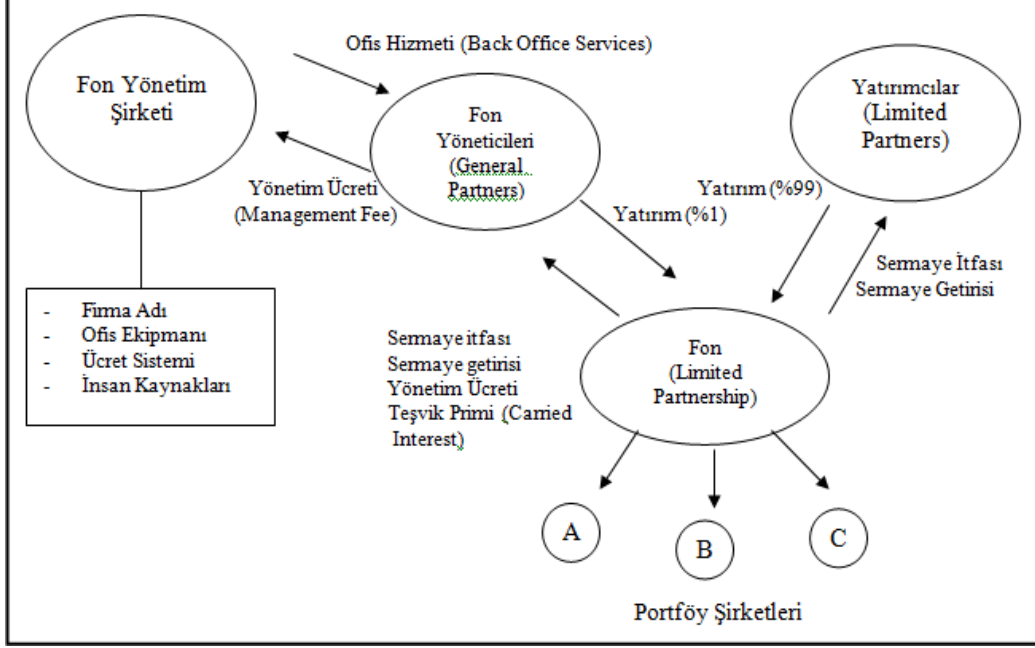 Ofis Hizmeti (Back Office Services)
Fon Yönetim
Şirketi
Fon
Yöneticileri
(General
Partners)
Yatırımcılar
(Limited
Partners)
Yönetim Ücreti
(Management Fee)
Yatırım (%1)
Yatırım (%99)
Sermaye İtfası
Sermaye Getirisi
- Firma Adı
- Ofis Ekipmanı
- Ücret Sistemi
- İnsan Kaynakları
Sermaye itfası
Sermaye getirisi
Yönetim Ücreti
Teşvik Primi (Carried
Interest)
Fon
(Limited
Partnership)
A
B
C
Portföy Şirketleri